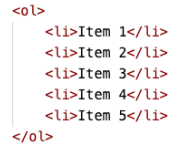 <ol>
    <li>Item 1</li>
    <li>Item 2</li>
    <li>Item 3</li>
    <li>Item 4</li>
    <li>Item 5</li>
</ol>